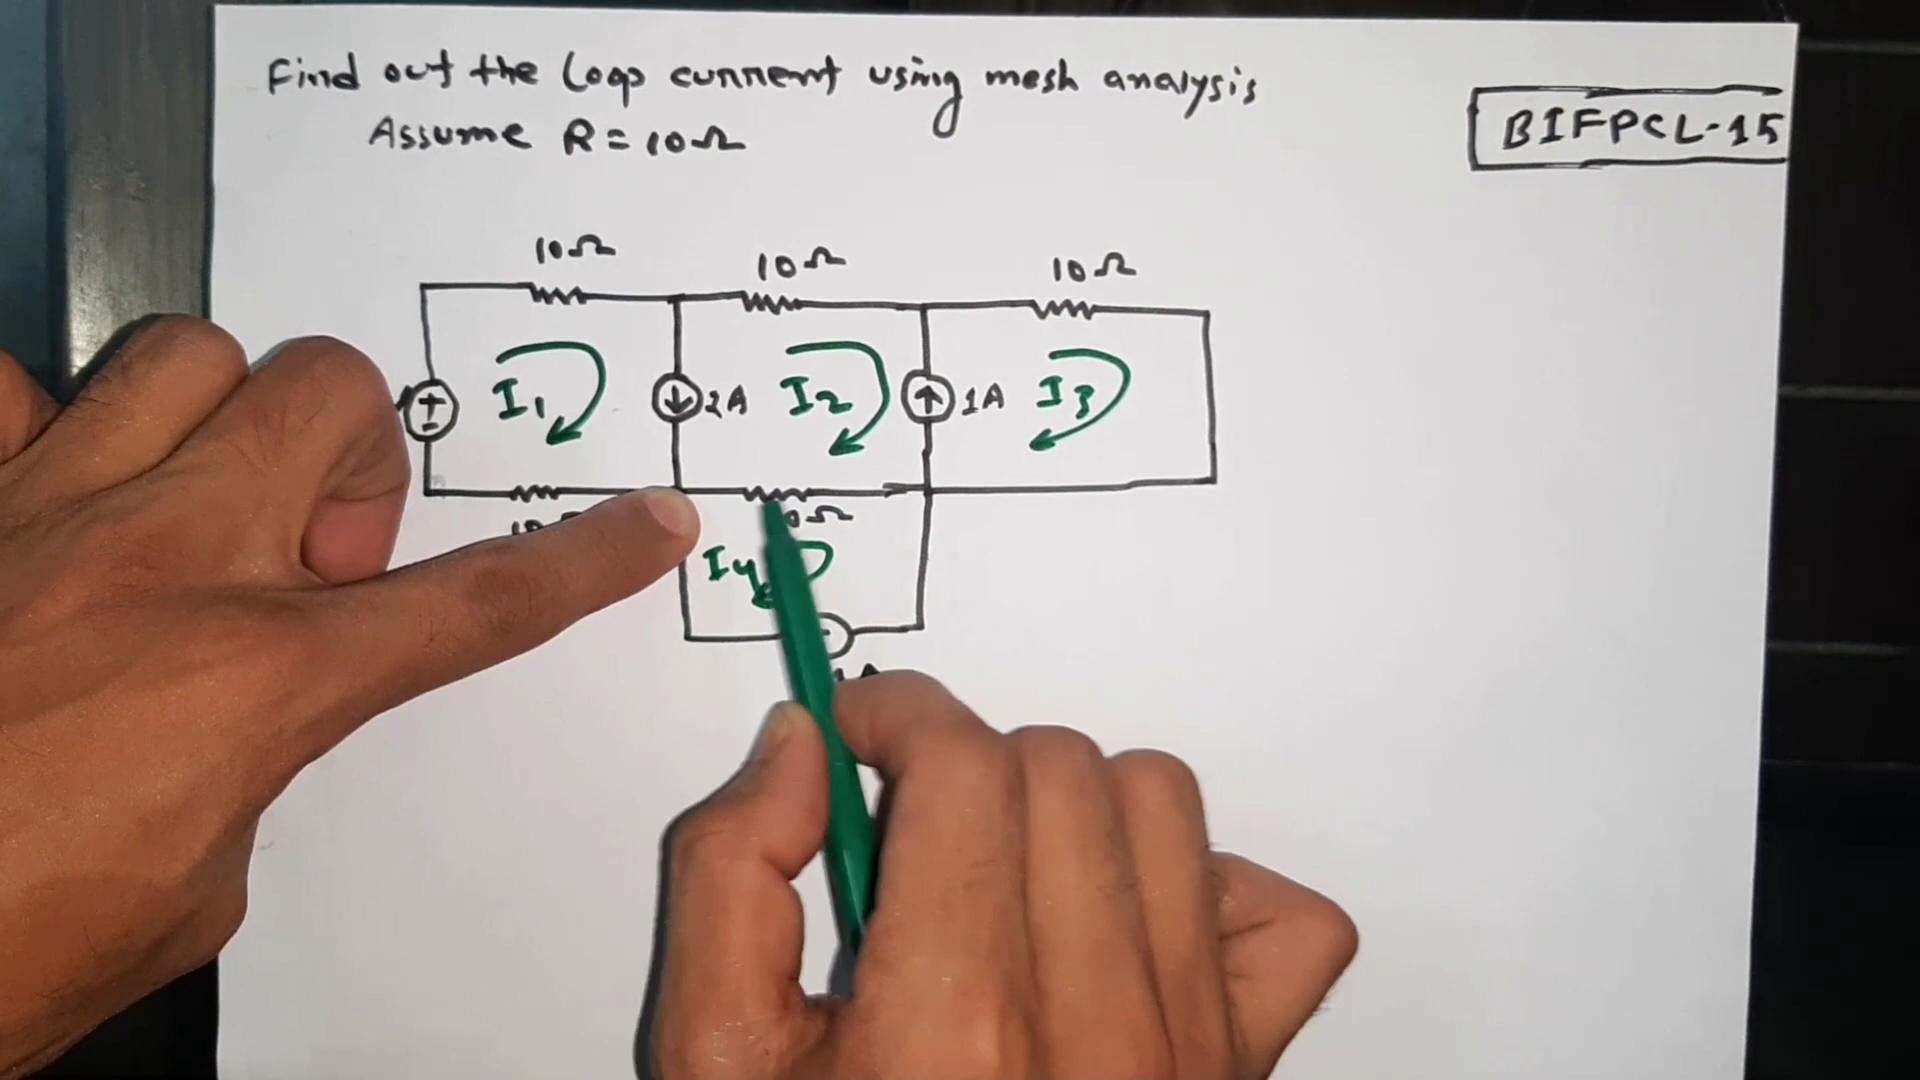 Find out the loop current using mesh analysis
Assume R = 10Ω
BIFPCL-15
10Ω
10Ω
10Ω
I1
2A
I2
1A
I3
I4